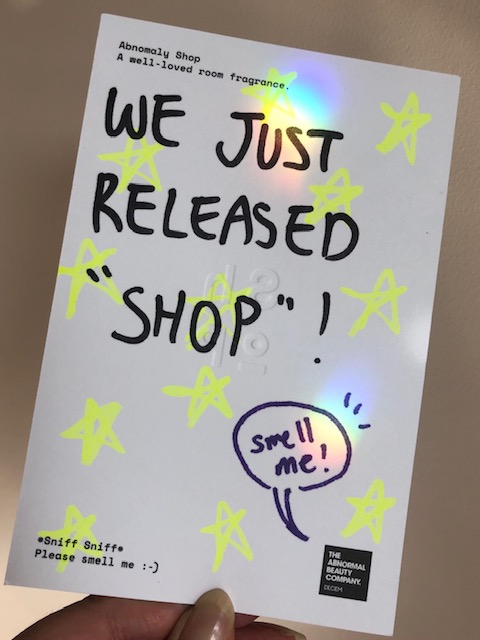 Abnomaly Shop
A well-loved room fragrance.
WE JUST
RELEASED
"SHOP"!
smell
me!
*Sniff Sniff*
Please smell me :-)
THE
ABNORMAL
BEAUTY
COMPANY.
DECIEM